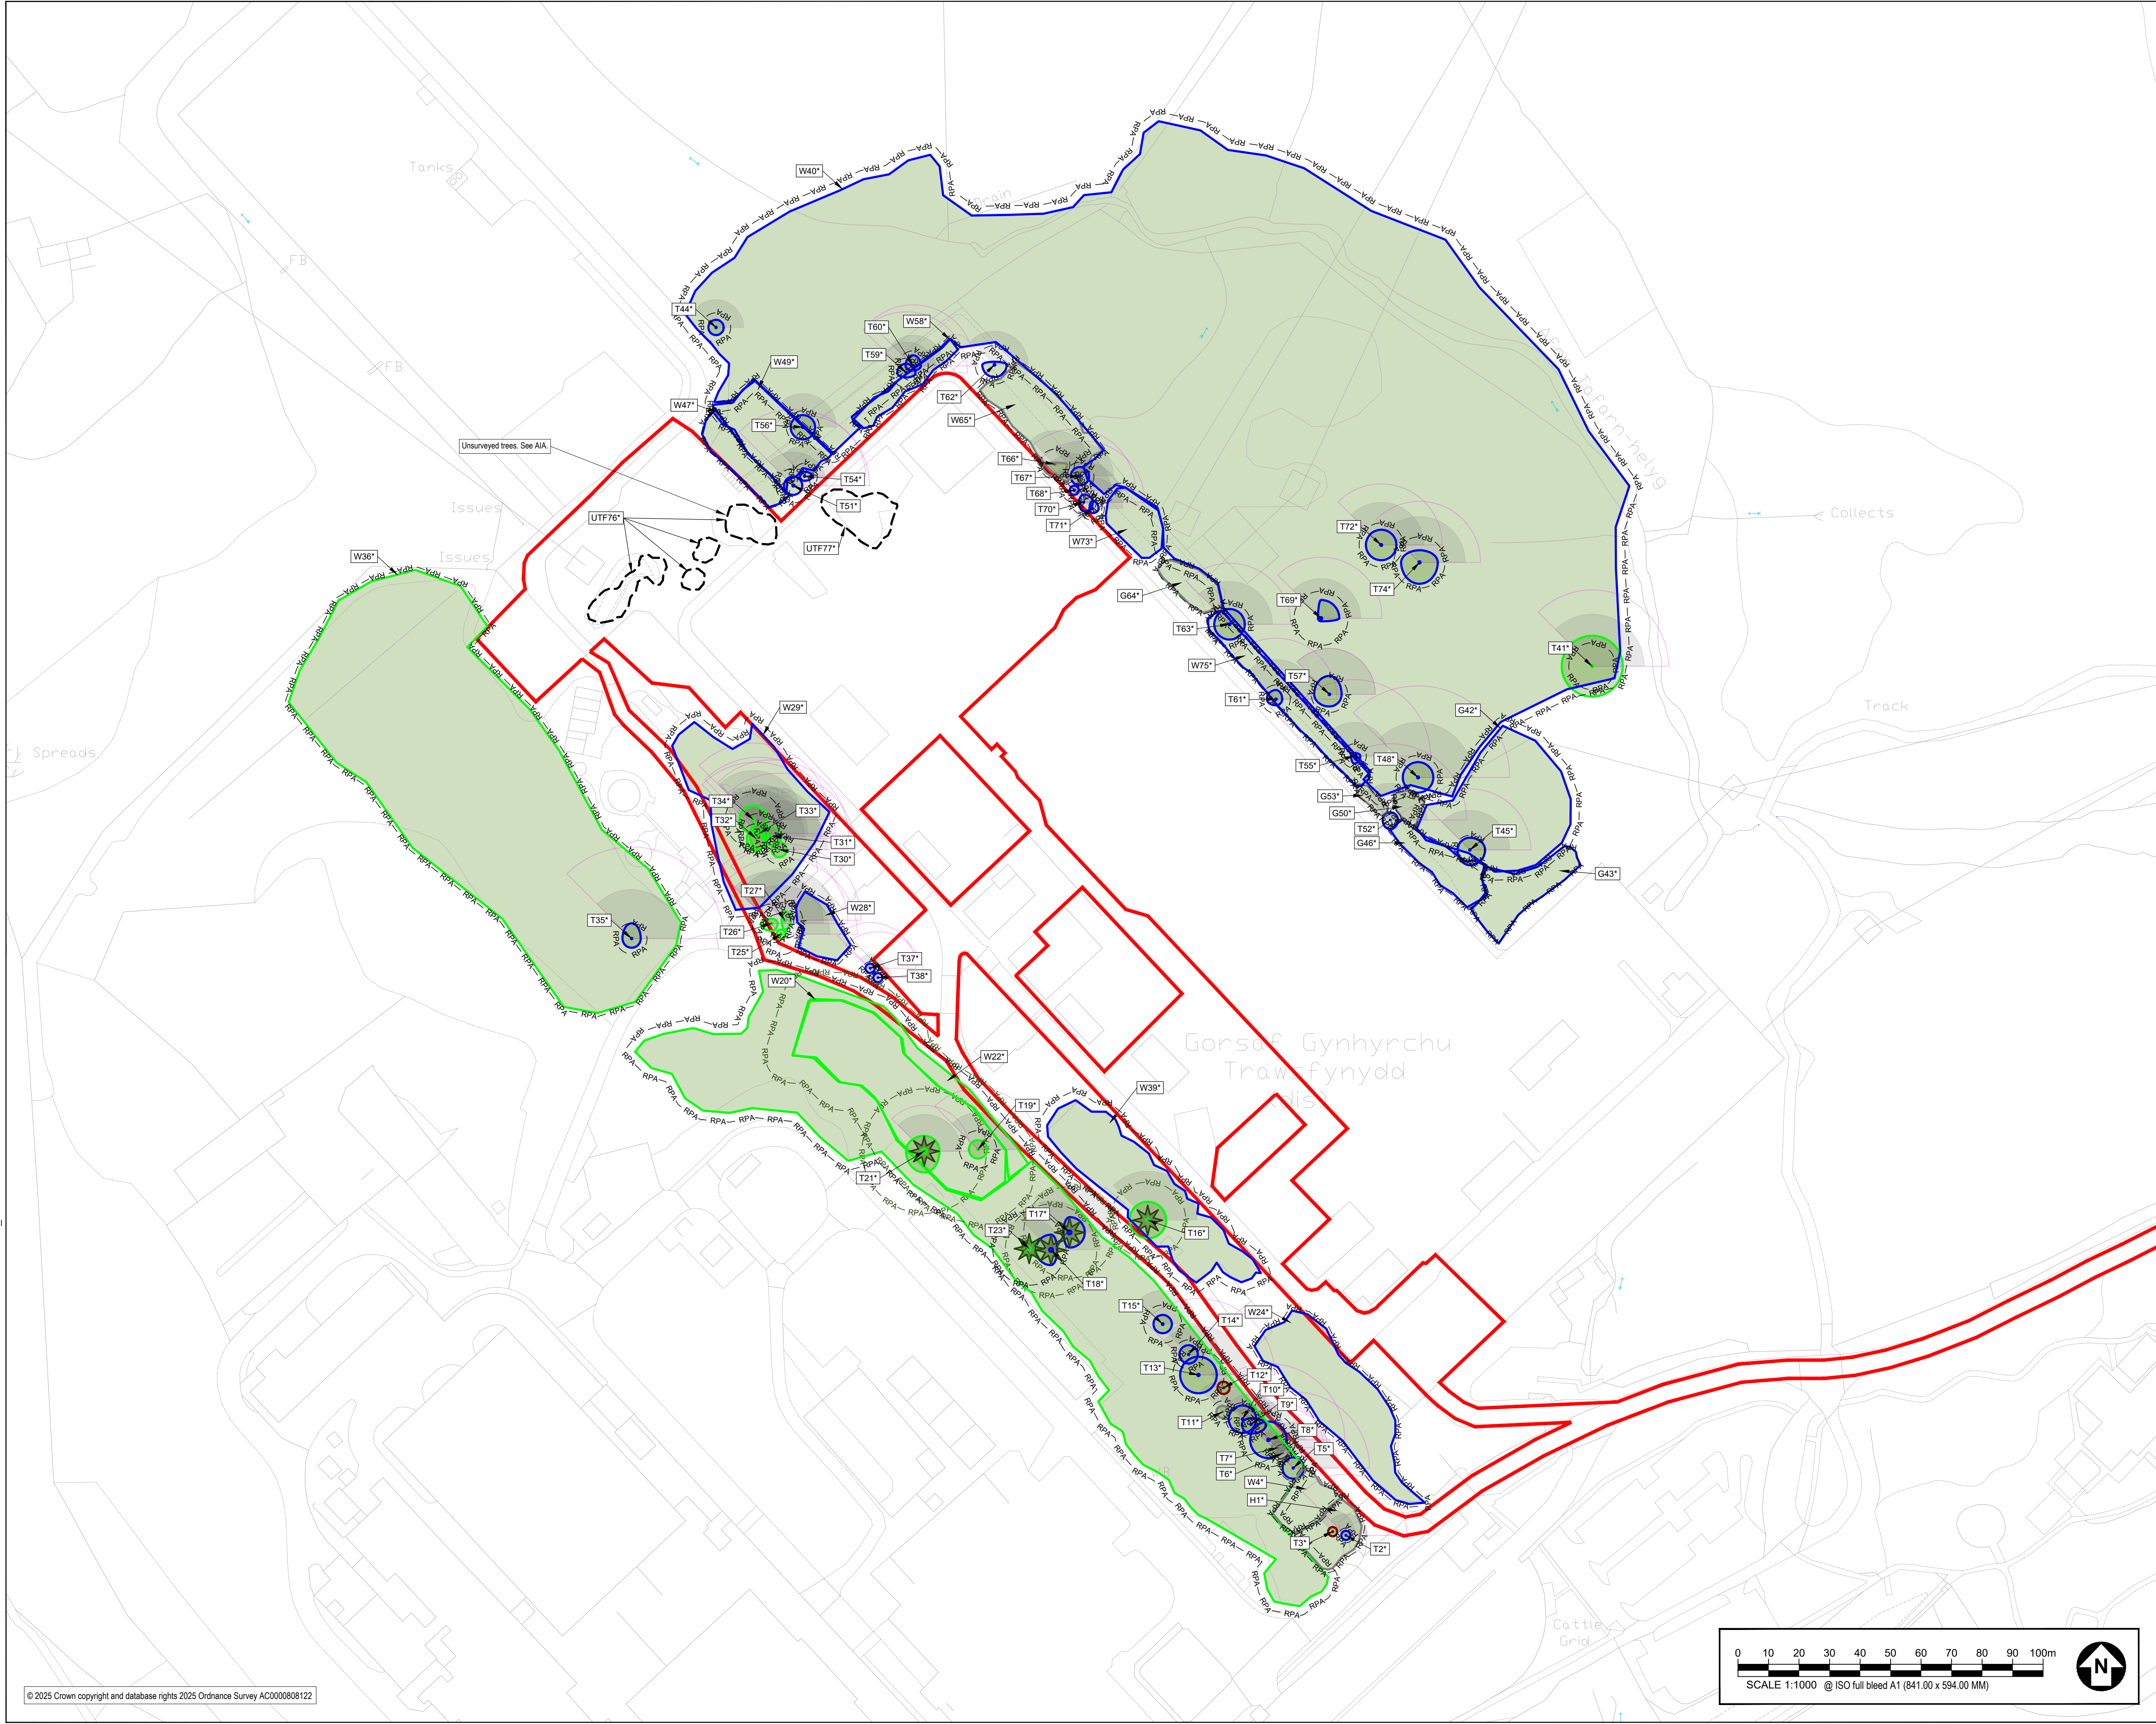 Tanks
W40*
RPA
Drain
FB
T44*
T60*
W58*
T59*
W49*
FB
T62*
W47*
T56*
W65*
Afon Tafarn-helyg
Unsurveyed trees. See AIA.
T66*
T67*
T54*
T68*
T51*
Issues
T70*
UTF76*
T71*
Collects
T72*
W73*
UTF77*
W36*
Issues
T74*
G64*
T69*
T63*
T41*
W75*
T57*
T61*
W29*
G42*
Track
Spreads
T55*
T48*
G53*
T34*
T33*
G50*
T32*
T52*
T45*
T31*
G46*
T30*
G43*
T27*
W28*
T35*
T26*
T25*
T37*
T38*
W20*
Gorsaf Gynhyrchu
W22*
W39*
T19*
T21*
T17*
T23*
T16*
T18*
T15*
W24*
T14*
T13*
T12*
T10*
T9*
T11*
T8*
T5*
T7*
T6*
W4*
H1*
T3*
T2*
Cattle
Grid
0 10 20 30 40 50 60 70 80 90 100m
SCALE 1:1000 @ ISO full bleed A1 (841.00 x 594.00 MM)
N
© 2025 Crown copyright and database rights 2025 Ordnance Survey AC0000808122